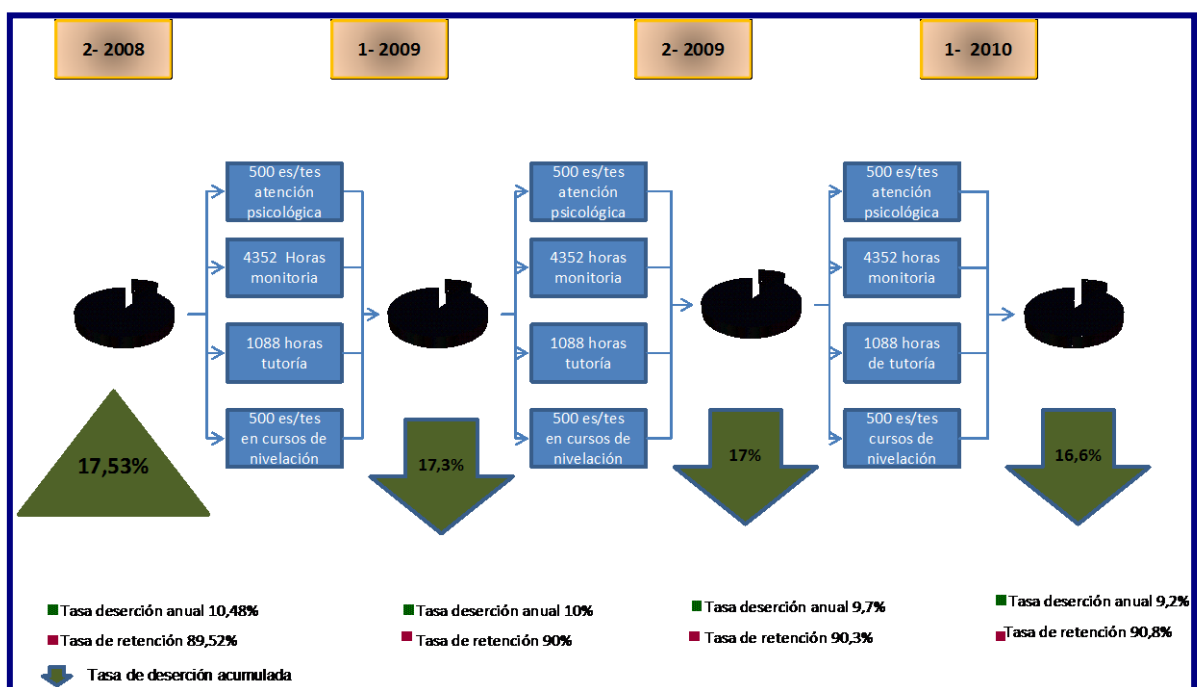 2- 2008
1- 2009
2- 2009
1- 2010
500 es/tes
atención
psicológica
4352 Horas
monitoria
1088 horas
tutoría
500 es/tes
en cursos de
nivelación
500 es/tes
atención
psicológica
4352 horas
monitoria
1088 horas
tutoría
500 es/tes
en cursos de
nivelación
500 es/tes
atención
psicológica
4352 horas
monitoria
1088 horas
de tutoría
500 es/tes
cursos de
nivelación
17,53%
17,3%
17%
16,6%
Tasa deserción anual 10,48%
Tasa de retención 89,52%
Tasa deserción anual 10%
Tasa de retención 90%
Tasa deserción anual 9,7%
Tasa de retención 90,3%
Tasa deserción anual 9,2%
Tasa de retención 90,8%
Tasa de deserción acumulada